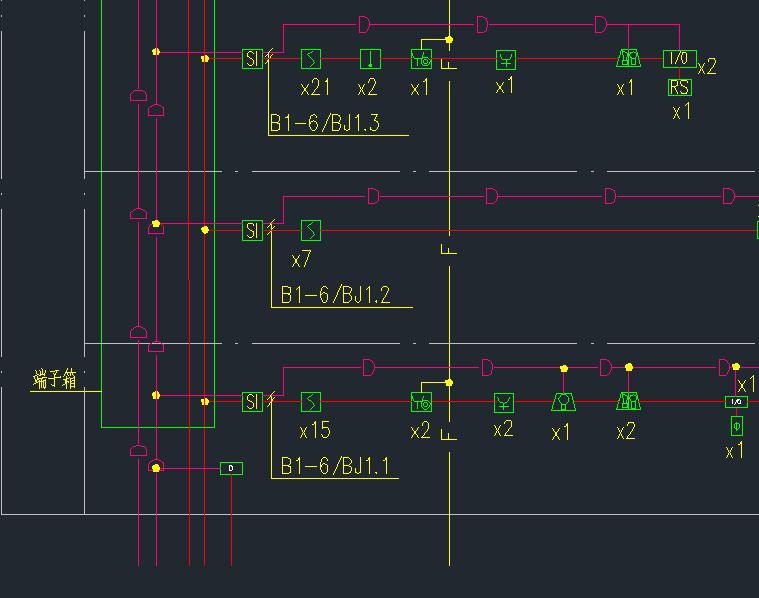 SI
I/O
x2
F
x21
x2
x1
x1
x1
RS
x1
B1-6/BJ1.3
SI
F
x7
B1-6/BJ1.2
端子箱
x1
SI
I/O
x15
x2
F
x2
x1
x2
x1
B1-6/BJ1.1
D